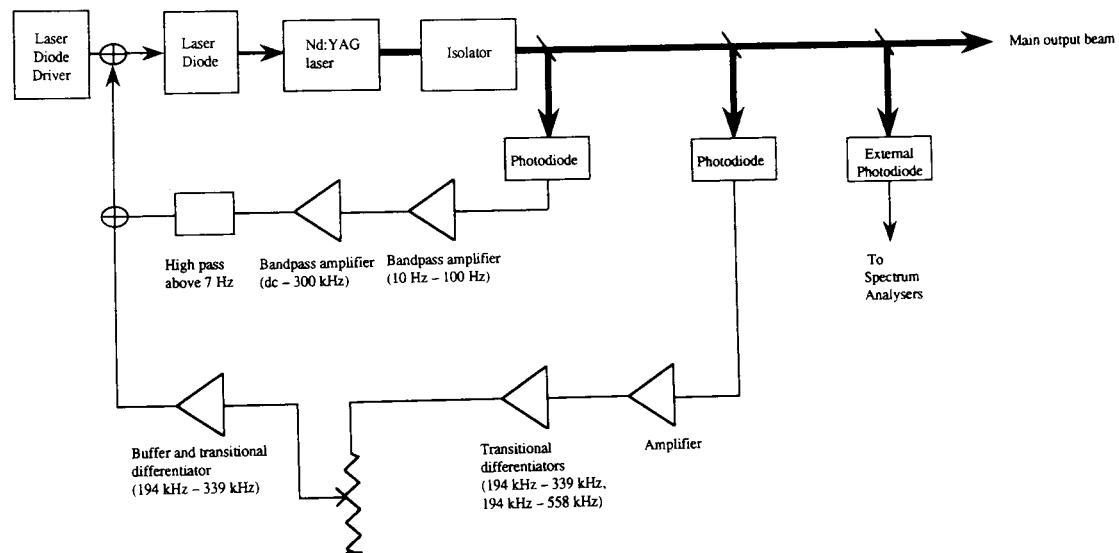 Laser
Diode
Driver
Laser
Diode
Nd:YAG
laser
Isolator
Main output beam
Photodiode
Photodiode
External
Photodiode
High pass
above 7 Hz
Bandpass amplifier
(dc – 300 kHz)
Bandpass amplifier
(10 Hz – 100 Hz)
To
Spectrum
Analysers
Buffer and transitional
differentiator
(194 kHz – 339 kHz)
Transitional
differentiators
(194 kHz – 339 kHz,
194 kHz – 558 kHz)
Amplifier